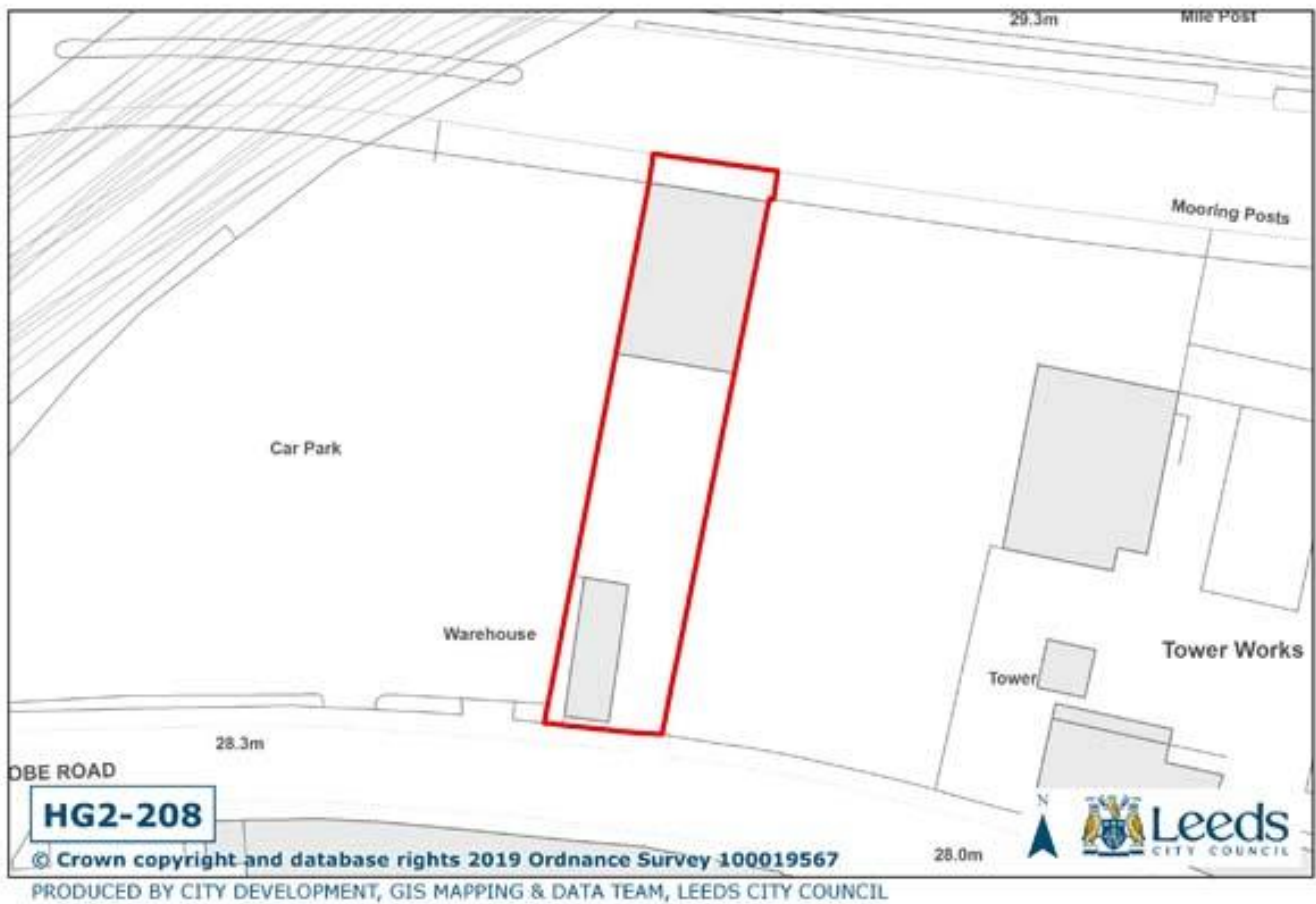 29.3m
Mile Post
Mooring Posts
Car Park
Warehouse
Tower Works
Tower
28.3m
OBE ROAD
HG2-208
N
Leeds
CITY COUNCIL
© Crown copyright and database rights 2019 Ordnance Survey 100019567
28.0m
PRODUCED BY CITY DEVELOPMENT, GIS MAPPING & DATA TEAM, LEEDS CITY COUNCIL